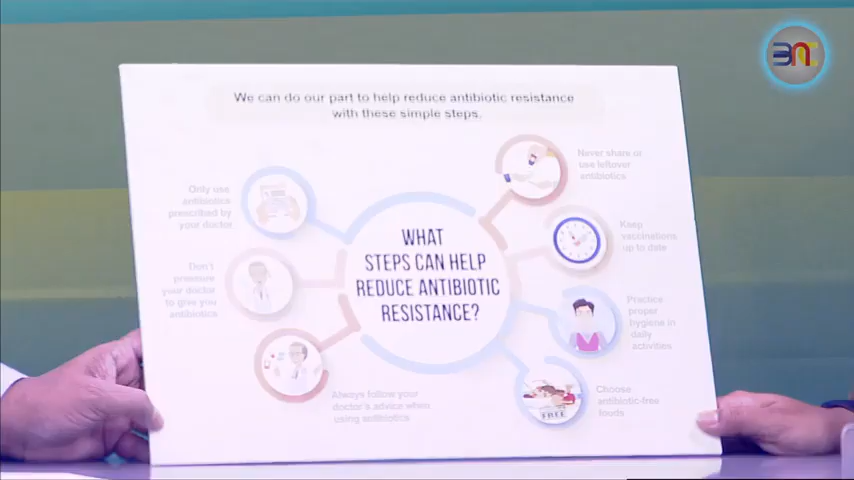 We can do our part to help reduce antibiotic resistance
with these simple steps.
Only use
antibiotics
prescribed by
your doctor
Don't
pressure
your doctor
to give you
antibiotics
Always follow your
doctor's advice when
using antibiotics
WHAT
STEPS CAN HELP
REDUCE ANTIBIOTIC
RESISTANCE?
Never share or
use leftover
antibiotics
Keep
vaccinations
up to date
Practice
proper
hygiene in
daily
activities
Choose
antibiotic-free
foods
FREE